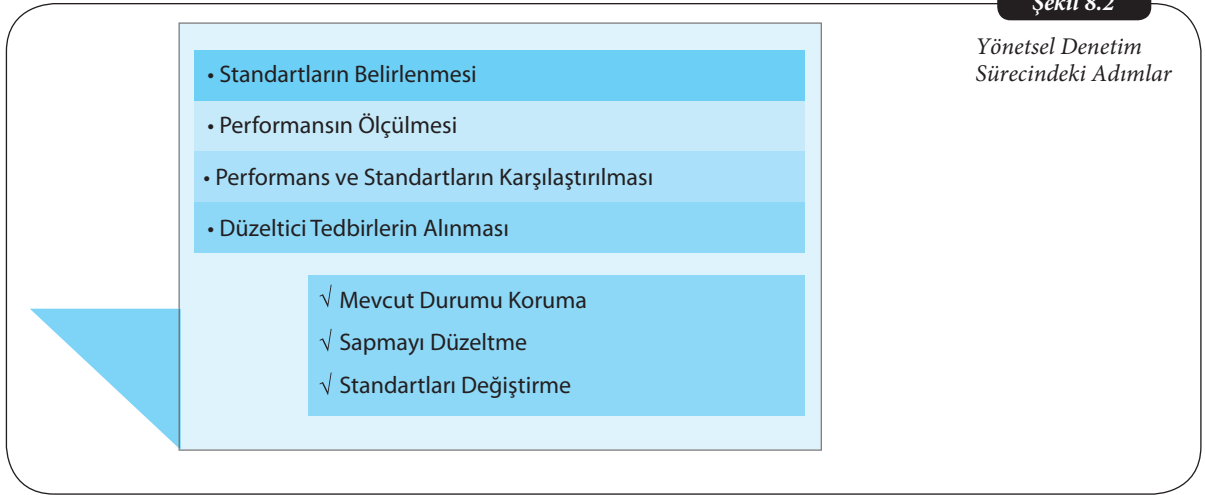 Şekil 8.2
Yönetsel Denetim
Sürecindeki Adımlar
• Standartların Belirlenmesi
• Performansın Ölçülmesi
• Performans ve Standartların Karşılaştırılması
• Düzeltici Tedbirlerin Alınması
√ Mevcut Durumu Koruma
√ Sapmayı Düzeltme
√ Standartları Değiştirme